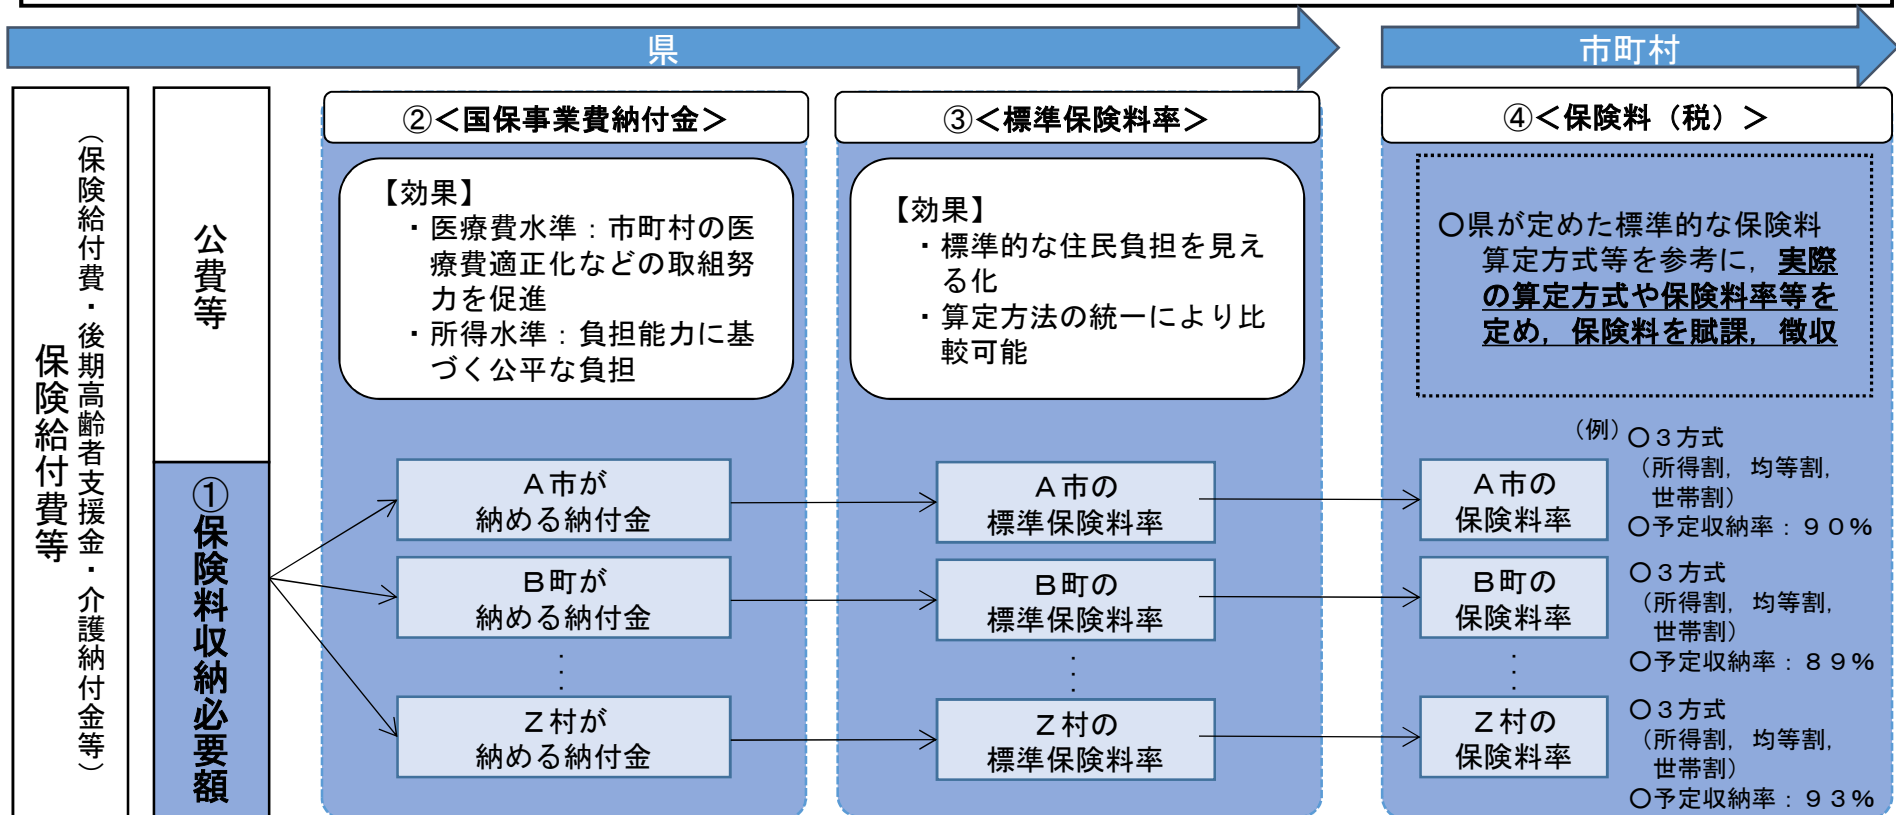 県
市町村
保険給付費等
（保険給付費・後期高齢者支援金・介護納付金等）
公費等
①保険料収納必要額
②＜国保事業費納付金＞
【効果】
・医療費水準：市町村の医
療費適正化などの取組努
力を促進
・所得水準：負担能力に基
づく公平な負担
A市が
納める納付金
B町が
納める納付金
⋮
Z村が
納める納付金
③＜標準保険料率＞
【効果】
・標準的な住民負担を見え
る化
・算定方法の統一により比
較可能
A市の
標準保険料率
B町の
標準保険料率
⋮
Z村の
標準保険料率
④＜保険料（税）＞
〇県が定めた標準的な保険料
算定方式等を参考に，実際
の算定方式や保険料率等を
定め，保険料を賦課，徴収
（例）
A市の
保険料率
〇３方式
（所得割，均等割，
世帯割）
〇予定収納率：９０％
B町の
保険料率
〇３方式
（所得割，均等割，
世帯割）
〇予定収納率：８９％
⋮
Z村の
保険料率
〇３方式
（所得割，均等割，
世帯割）
〇予定収納率：９３％